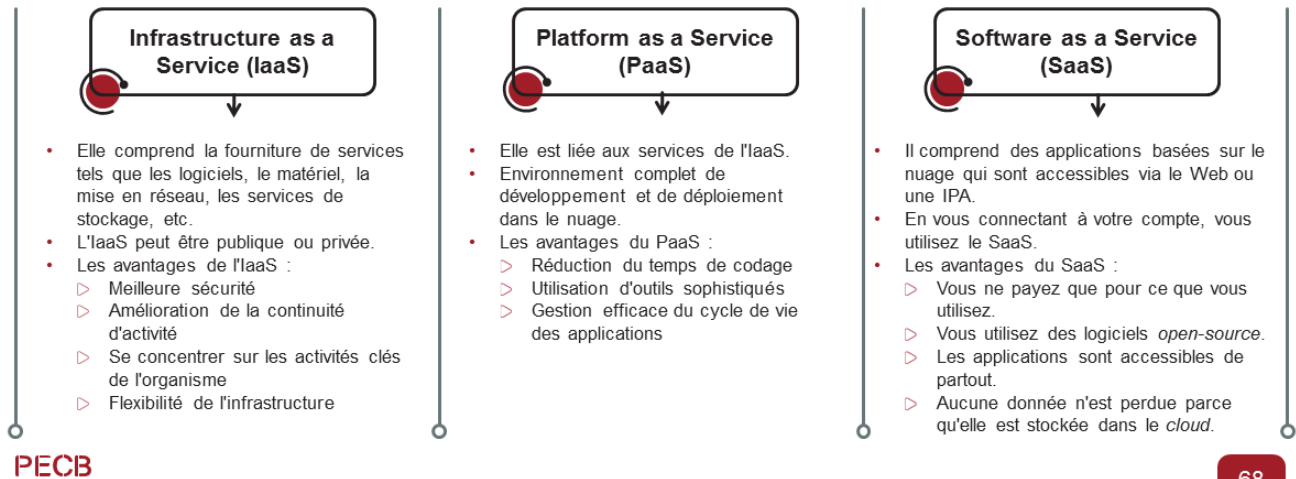 Infrastructure as a
Service (IaaS)
• Elle comprend la fourniture de services
tels que les logiciels, le matériel, la
mise en réseau, les services de
stockage, etc.
• L'IaaS peut être publique ou privée.
• Les avantages de l'IaaS :
▷ Meilleure sécurité
▷ Amélioration de la continuité
d'activité
▷ Se concentrer sur les activités clés
de l'organisme
▷ Flexibilité de l'infrastructure
Platform as a Service
(PaaS)
• Elle est liée aux services de l'IaaS.
• Environnement complet de
développement et de déploiement
dans le nuage.
• Les avantages du PaaS :
▷ Réduction du temps de codage
▷ Utilisation d'outils sophistiqués
▷ Gestion efficace du cycle de vie
des applications
Software as a Service
(SaaS)
• Il comprend des applications basées sur le
nuage qui sont accessibles via le Web ou
une IPA.
• En vous connectant à votre compte, vous
utilisez le SaaS.
• Les avantages du SaaS :
▷ Vous ne payez que pour ce que vous
utilisez.
▷ Vous utilisez des logiciels open-source.
▷ Les applications sont accessibles de
partout.
▷ Aucune donnée n'est perdue parce
qu'elle est stockée dans le cloud.
PECB
68